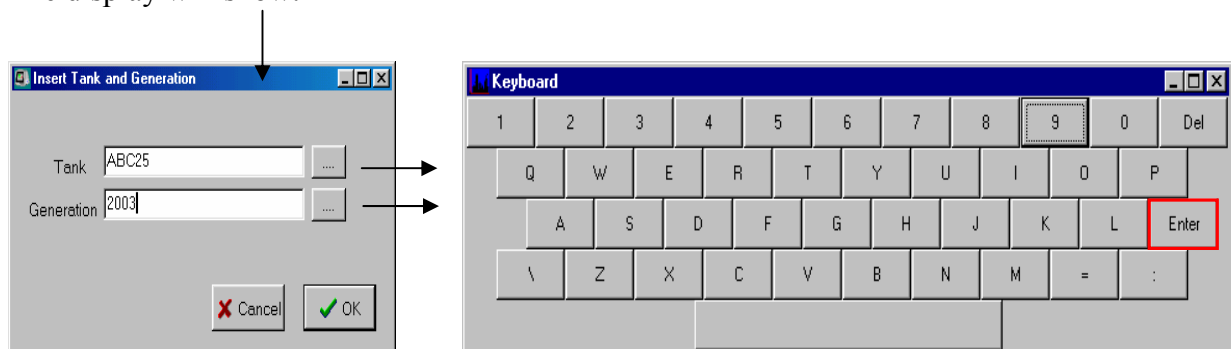 Insert Tank and Generation
Tank ABC25 ....
Generation 2003 ....
Cancel OK
Keyboard
1 2 3 4 5 6 7 8 9 0 Del
Q W E R T Y U I O P
A S D F G H J K L Enter
\ Z X C V B N M = :